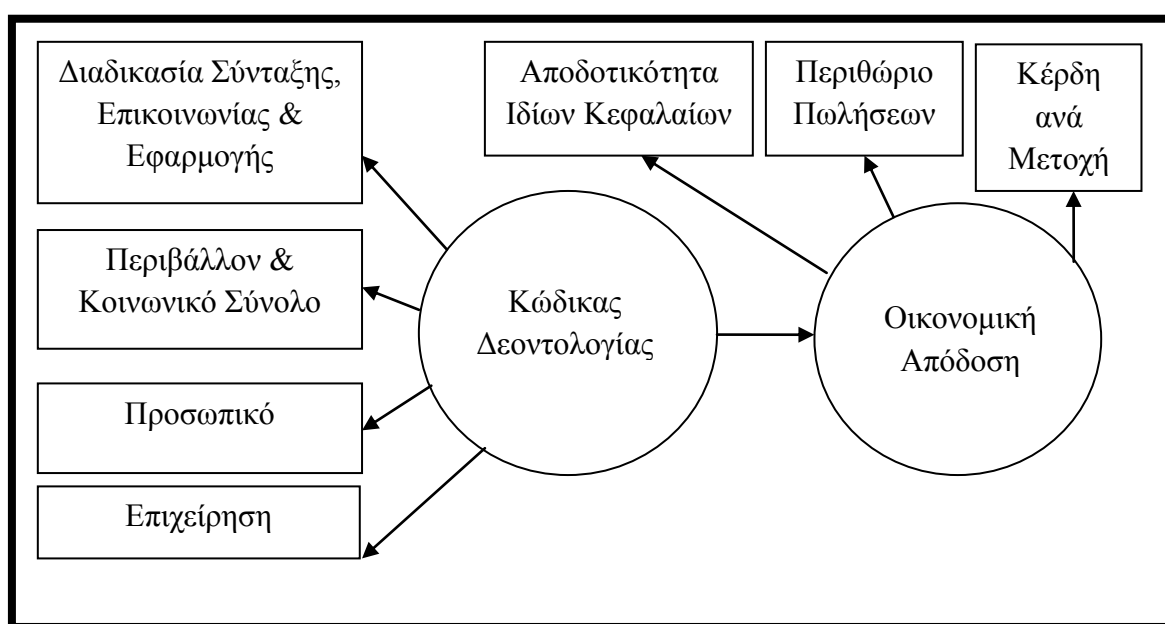 Διαδικασία Σύνταξης,
Επικοινωνίας &
Εφαρμογής
Αποδοτικότητα
Ιδίων Κεφαλαίων
Περιθώριο
Πωλήσεων
Κέρδη
ανά
Μετοχή
Περιβάλλον &
Κοινωνικό Σύνολο
Κώδικας
Δεοντολογίας
Οικονομική
Απόδοση
Προσωπικό
Επιχείρηση